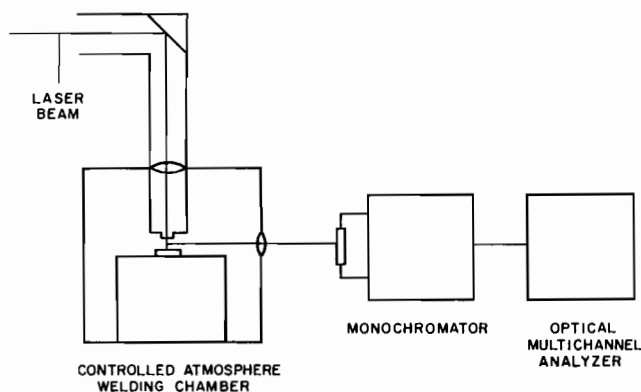 LASER
BEAM
MONOCHROMATOR
OPTICAL
MULTICHANNEL
ANALYZER
CONTROLLED ATMOSPHERE
WELDING CHAMBER